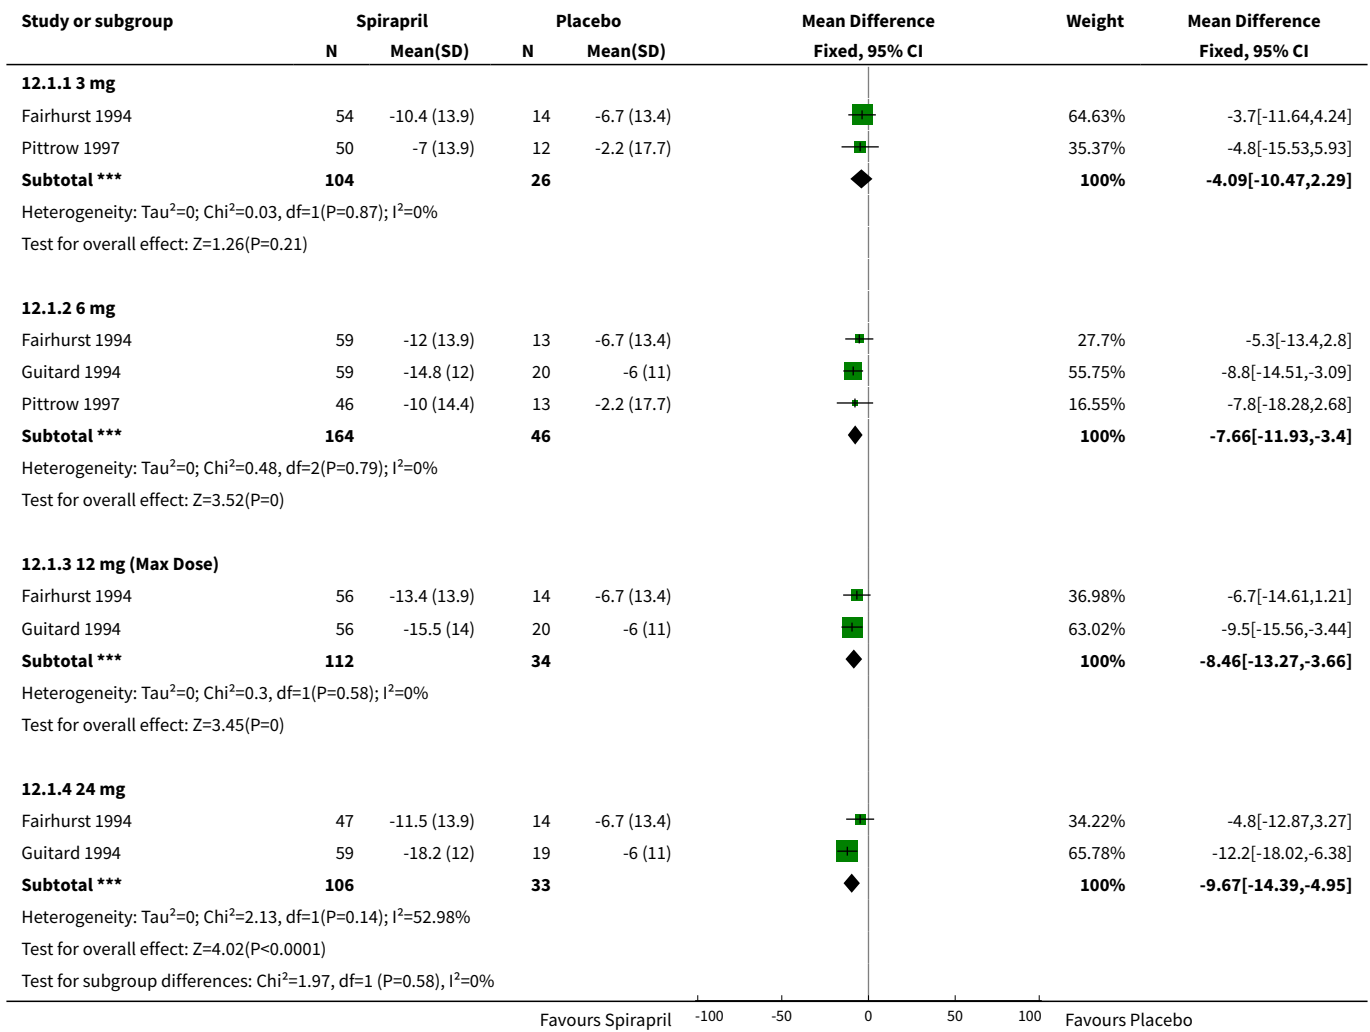 Study or subgroup Spirapril Placebo Mean Difference Weight Mean Difference
N Mean(SD) N Mean(SD) Fixed, 95% CI Fixed, 95% CI
12.1.1 3 mg
Fairhurst 1994 54 -10.4 (13.9) 14 -6.7 (13.4) 64.63% -3.7[-11.64,4.24]
Pittrow 1997 50 -7 (13.9) 12 -2.2 (17.7) 35.37% -4.8[-15.53,5.93]
Subtotal *** 104 26 100% -4.09[-10.47,2.29]
Heterogeneity: Tau²=0; Chi²=0.03, df=1(P=0.87); I²=0%
Test for overall effect: Z=1.26(P=0.21)
12.1.2 6 mg
Fairhurst 1994 59 -12 (13.9) 13 -6.7 (13.4) 27.7% -5.3[-13.4,2.8]
Guitard 1994 59 -14.8 (12) 20 -6 (11) 55.75% -8.8[-14.51,-3.09]
Pittrow 1997 46 -10 (14.4) 13 -2.2 (17.7) 16.55% -7.8[-18.28,2.68]
Subtotal *** 164 46 100% -7.66[-11.93,-3.4]
Heterogeneity: Tau²=0; Chi²=0.48, df=2(P=0.79); I²=0%
Test for overall effect: Z=3.52(P=0)
12.1.3 12 mg (Max Dose)
Fairhurst 1994 56 -13.4 (13.9) 14 -6.7 (13.4) 36.98% -6.7[-14.61,1.21]
Guitard 1994 56 -15.5 (14) 20 -6 (11) 63.02% -9.5[-15.56,-3.44]
Subtotal *** 112 34 100% -8.46[-13.27,-3.66]
Heterogeneity: Tau²=0; Chi²=0.3, df=1(P=0.58); I²=0%
Test for overall effect: Z=3.45(P=0)
12.1.4 24 mg
Fairhurst 1994 47 -11.5 (13.9) 14 -6.7 (13.4) 34.22% -4.8[-12.87,3.27]
Guitard 1994 59 -18.2 (12) 19 -6 (11) 65.78% -12.2[-18.02,-6.38]
Subtotal *** 106 33 100% -9.67[-14.39,-4.95]
Heterogeneity: Tau²=0; Chi²=2.13, df=1(P=0.14); I²=52.98%
Test for overall effect: Z=4.02(P<0.0001)
Test for subgroup differences: Chi²=1.97, df=1 (P=0.58), I²=0%
Favours Spirapril -100 -50 0 50 100 Favours Placebo